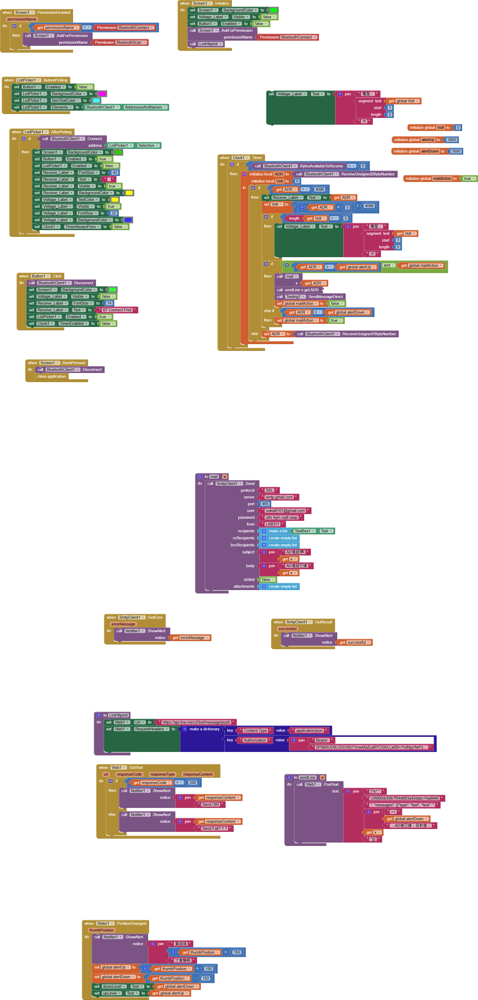 when Screen1 .PermissionGranted
permissionName
do if get permissionName = Permission BluetoothConnect
then call Screen1 .AskForPermission
permissionName Permission BluetoothScan
when Screen1 .Initialize
do set Screen1 . BackgroundColor to
set Voltage_Label . Visible to false
set Button1 . Enabled to false
call Screen1 .AskForPermission
permissionName Permission BluetoothConnect
call LintHttpInit
when ListPicker1 .BeforePicking
do set Button1 . Enabled to false
set ListPicker1 . BackgroundColor to
set ListPicker1 . ItemTextColor to
set ListPicker1 . Elements to BluetoothClient1 . AddressesAndNames
set Voltage_Label . Text to join " 電壓： "
segment text get global Volt
start 1
length 5
" 伏 "
initialize global Volt to 0
initialize global alertUp to 3800
initialize global alertDown to 3500
initialize global mailAction to true
when ListPicker1 .AfterPicking
do if call BluetoothClient1 .Connect
address ListPicker1 . Selection
then set Screen1 . BackgroundColor to
set Button1 . Enabled to true
set ListPicker1 . Enabled to false
set Receive_Label . FontSize to 40
set Receive_Label . Text to " "
set Receive_Label . Visible to true
set Receive_Label . BackgroundColor to
set Voltage_Label . TextColor to
set Voltage_Label . Visible to true
set Voltage_Label . FontSize to 32
set Voltage_Label . BackgroundColor to
set Clock1 . TimerAlwaysFires to false
when Clock1 .Timer
do if call BluetoothClient1 .BytesAvailableToReceive > 0
then initialize local ADR to call BluetoothClient1 .ReceiveUnsigned2ByteNumber
initialize local Volt to 0
in if get ADR < 4096
then set Receive_Label . Text to get ADR
set Volt to get ADR × 5 / 4096
if length get Volt > 5
then set Voltage_Label . Text to join " 電壓： "
segment text get Volt
start 1
length 5
" 伏 "
if get ADR ≥ get global alertUp and get global mailAction
then call mail
x get ADR
call sendLine x get ADR
call Texting1 .SendMessageDirect
set global mailAction to false
else if get ADR ≤ get global alertDown
then set global mailAction to true
else set ADR to call BluetoothClient1 .ReceiveUnsigned1ByteNumber
when Button1 .Click
do call BluetoothClient1 .Disconnect
set Screen1 . BackgroundColor to
set Voltage_Label . Visible to false
set Receive_Label . FontSize to 14
set Receive_Label . Text to " BT Connect Frist "
set ListPicker1 . Enabled to true
set Clock1 . TimerEnabled to false
when Screen1 .BackPressed
do call BluetoothClient1 .Disconnect
close application
to mail x
do call SmtpClient1 .Send
protocol " SSL "
server " smtp.gmail.com "
port 465
user " nokia6101@gmail.com "
password " ulhr lejm vqdl sasp "
from " LAB311 "
recipients make a list TextBox1 . Text
ccRecipients create empty list
bccRecipients create empty list
subject join " AD值超標! "
get x
body join " AD值超已達 "
get x
isHtml false
attachments create empty list
when SmtpClient1 .GotError
errorMessage
do call Notifier1 .ShowAlert
notice get errorMessage
when SmtpClient1 .GotResult
successful
do call Notifier1 .ShowAlert
notice get successful
to LintHttpInit
do set Web1 . Url to " https://api.line.me/v2/bot/message/push "
set Web1 . RequestHeaders to make a dictionary key " Content-Type " value " application/json "
key " Authorization " value join " Bearer "
" 5PSkRUD9LGGUWz71mwMaZca6YCSX/LLxKB+/YulNyj//NrPz... "
when Web1 .GotText
url responseCode responseType responseContent
do if get responseCode = 200
then call Notifier1 .ShowAlert
notice join get responseContent
" Send OK! "
else call Notifier1 .ShowAlert
notice join get responseContent
" Send Fail? ? ? "
to sendLine x
do call Web1 .PostText
text join " {"to":" "
" U2fd00dc50b7f54d893a42dabc14a9940 "
" ", "messages": [{"type": "text", "text": " "
join " >= "
get global alertDown
" ，AD值已達，目前值： "
get x
" "}]} "
when Slider1 .PositionChanged
thumbPosition
do call Notifier1 .ShowAlert
notice join " 當超過 "
get thumbPosition + 150
" 才會警報 "
set global alertUp to get thumbPosition + 150
set global alertDown to get thumbPosition - 150
set downLevel . Text to get global alertDown
set upLevel . Text to get global alertUp